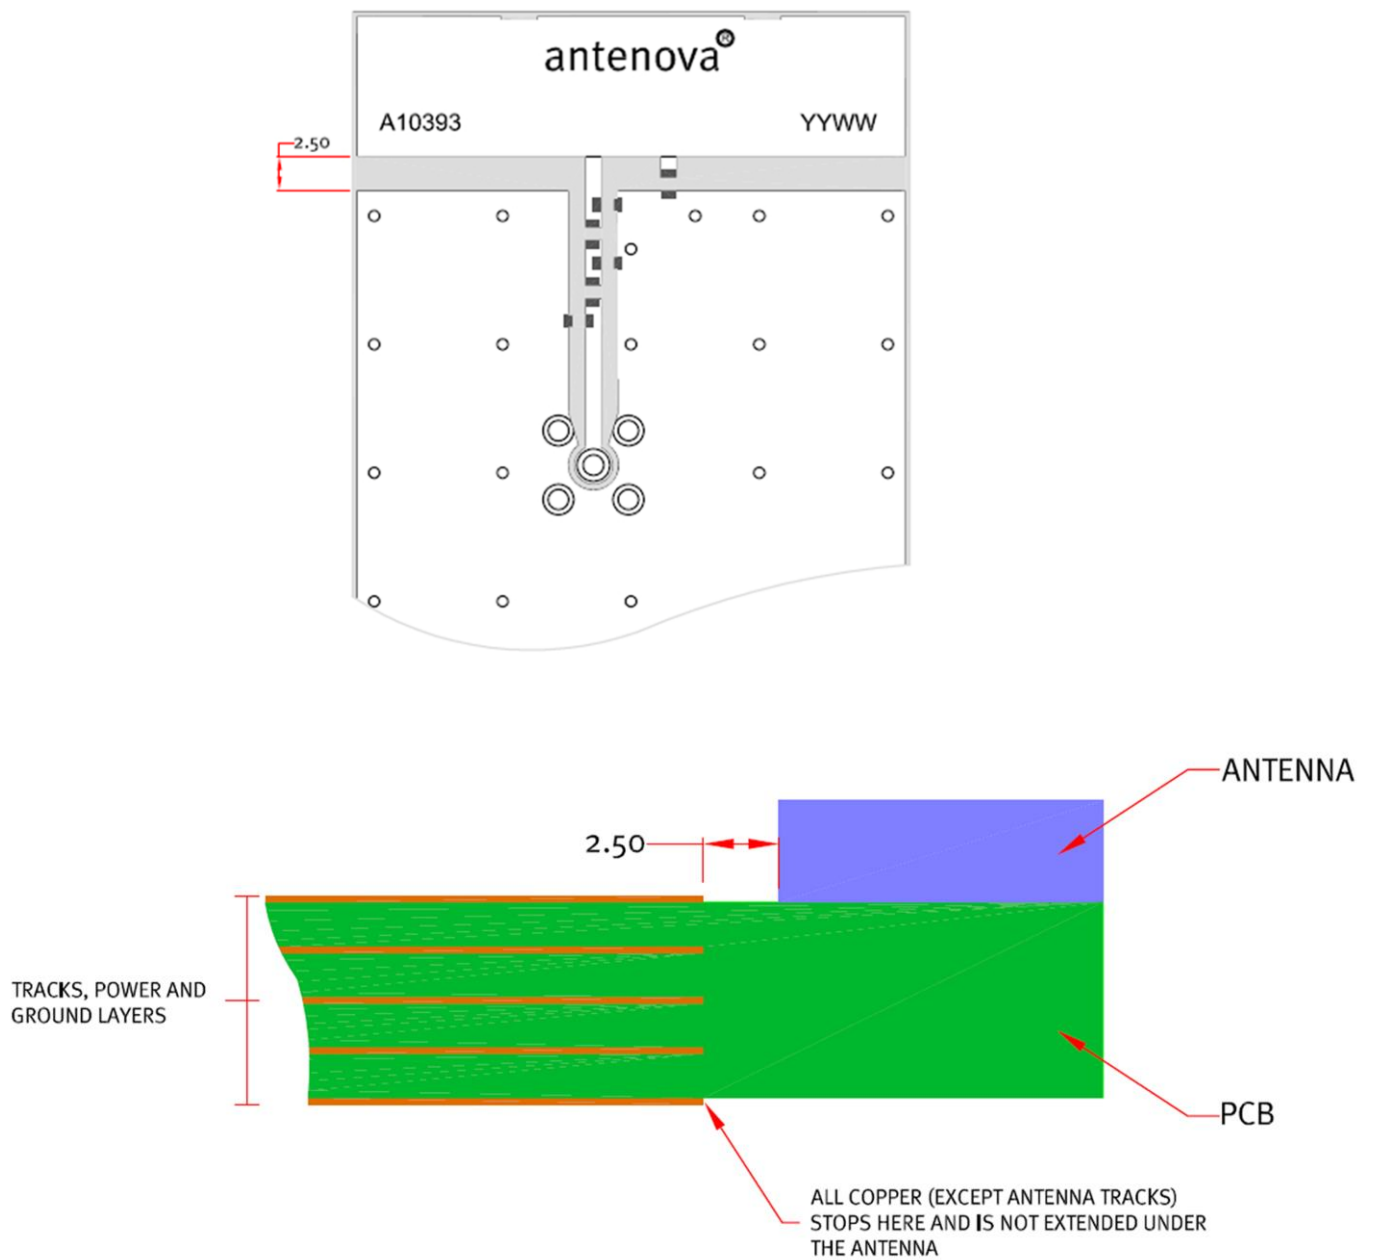 antenova®
A10393 YYWW
2.50
ANTENNA
2.50
TRACKS, POWER AND
GROUND LAYERS
PCB
ALL COPPER (EXCEPT ANTENNA TRACKS)
STOPS HERE AND IS NOT EXTENDED UNDER
THE ANTENNA